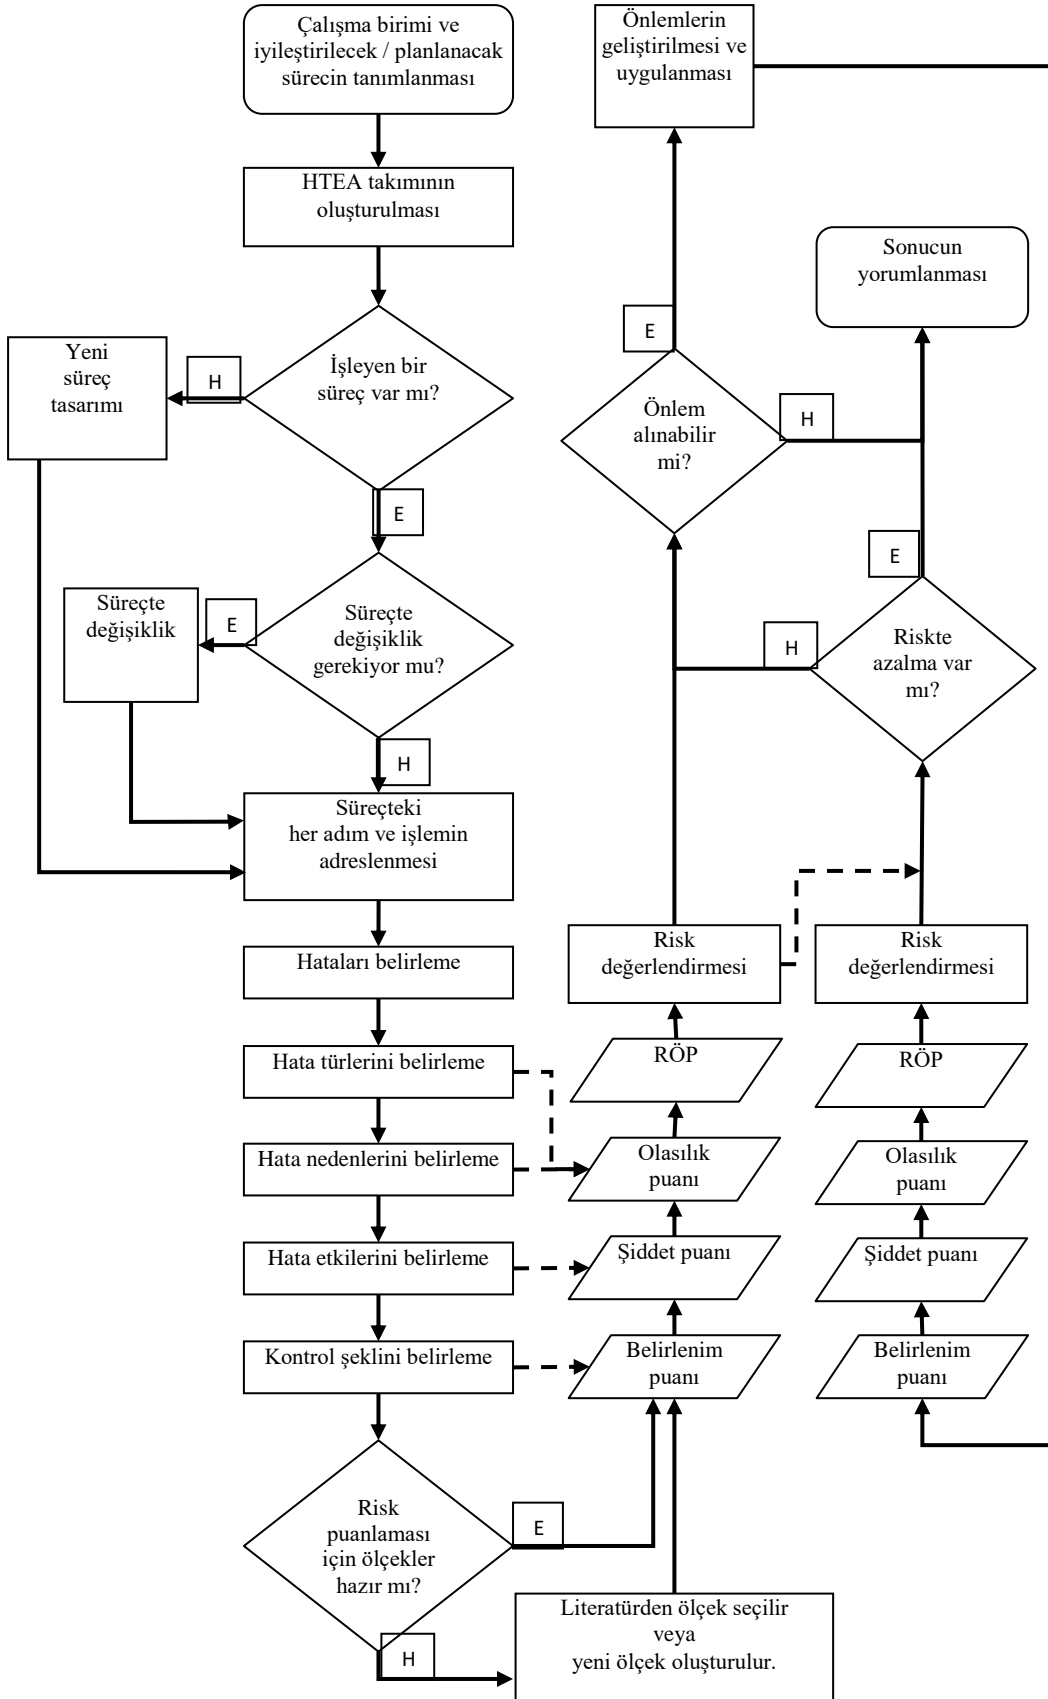 Çalışma birimi ve
iyileştirilecek / planlanacak
sürecin tanımlanması
HTEA takımının
oluşturulması
İşleyen bir
süreç var mı?
H
Yeni
süreç
tasarımı
E
Süreçte
değişiklik
gerekiyor mu?
E
Süreçte
değişiklik
H
Süreçteki
her adım ve işlemin
adreslenmesi
Hataları belirleme
Hata türlerini belirleme
Hata nedenlerini belirleme
Hata etkilerini belirleme
Kontrol şeklini belirleme
Risk
puanlaması
için ölçekler
hazır mı?
E
H
Literatürden ölçek seçilir
veya
yeni ölçek oluşturulur.
Belirlenim
puanı
Şiddet puanı
Olasılık
puanı
RÖP
Risk
değerlendirmesi
Önlem
alınabilir
mi?
E
H
Önlemlerin
geliştirilmesi ve
uygulanması
Belirlenim
puanı
Şiddet puanı
Olasılık
puanı
RÖP
Risk
değerlendirmesi
Riskte
azalma var
mı?
H
E
Sonucun
yorumlanması